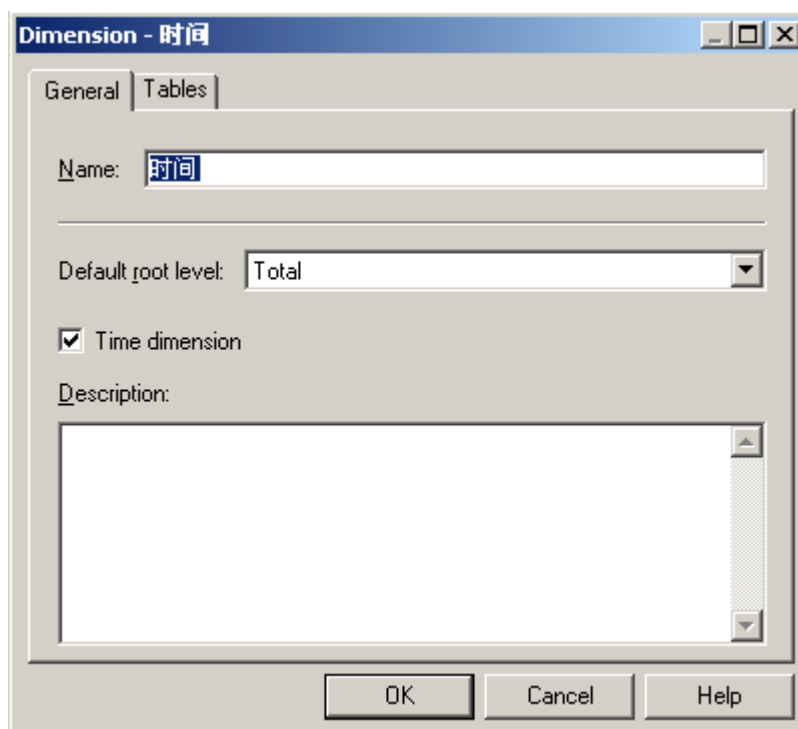 Dimension - 时间
General Tables
Name: 时间
Default root level: Total
Time dimension
Description:
OK Cancel Help